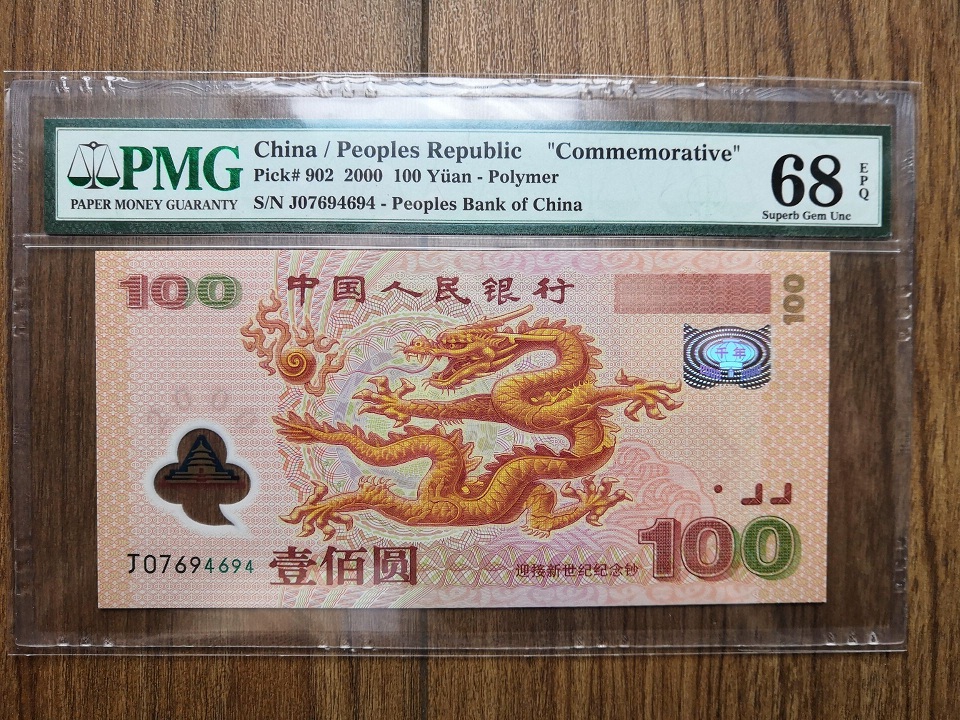 PMG
PAPER MONEY GUARANTY
China / Peoples Republic "Commemorative"
Pick# 902 2000 100 Yüan - Polymer
S/N J07694694 - Peoples Bank of China
68
EPQ
Superb Gem Unc
100
中国人民银行
100
千年
J07694694
壹佰圆
迎接新世纪纪念钞
100